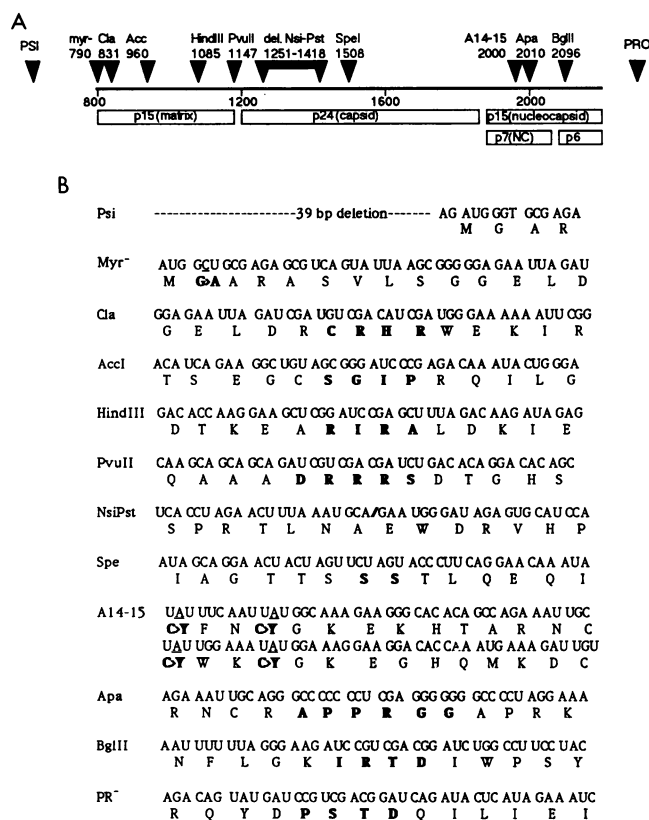 A
myr- Cla Acc HindIII PvuII del. Nsi-Pst SpeI A14-15 Apa BglII
PSI 790 831 960 1085 1147 1251-1418 1508 2000 2010 2096 PRO
800 1200 1600 2000
p15(matrix) p24(capsid) p15(nucleocapsid)
p7(NC) p6
B
Psi --------------------39 bp deletion------- AG AUG GGU GCG AGA
M G A R
Myr⁻ AUG GCU GCG AGA GCG UCA GUA UUA AGC GGG GGA GAA UUA GAU
M G>A A R A S V L S G G E L D
Cla GGA GAA UUA GAU CGA UGU CGA CAU CGA UGG GAA AAA AUU CGG
G E L D R C R H R W E K I R
AccI ACA UCA GAA GGC UGU AGC GGG AUC CCG AGA CAA AUA CUG GGA
T S E G C S G I P R Q I L G
HindIII GAC ACC AAG GAA GCU CGG AUC CGA GCU UUA GAC AAG AUA GAG
D T K E A R I R A L D K I E
PvuII CAA GCA GCA GCA GAU CGU CGA CGA UCU GAC ACA GGA CAC AGC
Q A A A D R R R S D T G H S
NsiPst UCA CCU AGA ACU UUA AAU GCA/GAA UGG GAU AGA GUG CAU CCA
S P R T L N A E W D R V H P
Spe AUA GCA GGA ACU ACU AGU UCU AGU ACC CUU CAG GAA CAA AUA
I A G T T S S S T L Q E Q I
A14-15 UAU UUC AAU UAU GGC AAA GAA GGG CAC ACA GCC AGA AAU UGC
C>Y F N C>Y G K E K H T A R N C
UAU UGG AAA UAU GGA AAG GAA GGA CAC CAA AUG AAA GAU UGU
C>Y W K C>Y G K E G H Q M K D C
Apa AGA AAU UGC AGG GCC CCC CCU CGA GGG GGG GCC CCU AGG AAA
R N C R A P P R G G A P R K
BglII AAU UUU UUA GGG AAG AUC CGU CGA CGG AUC UGG CCU UCC UAC
N F L G K I R T D I W P S Y
PR⁻ AGA CAG UAU GAU CCG UCG ACG GAU CAG AUA CUC AUA GAA AUC
R Q Y D P S T D Q I L I E I